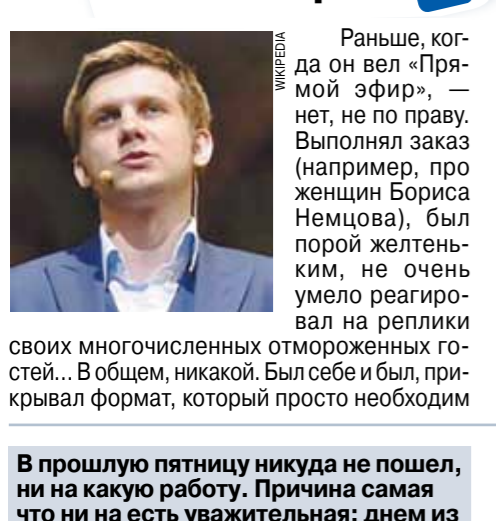 WIKIPEDIA
Раньше, ког-
да он вел «Пря-
мой эфир», —
нет, не по праву.
Выполнял заказ
(например, про
женщин Бориса
Немцова), был
порой желтень-
ким, не очень
умело реагиро-
вал на реплики
своих многочисленных отмороженных го-
стей... В общем, никакой. Был себе и был, при-
крывал формат, который просто необходим
В прошлую пятницу никуда не пошел,
ни на какую работу. Причина самая
что ни на есть уважительная: днем из